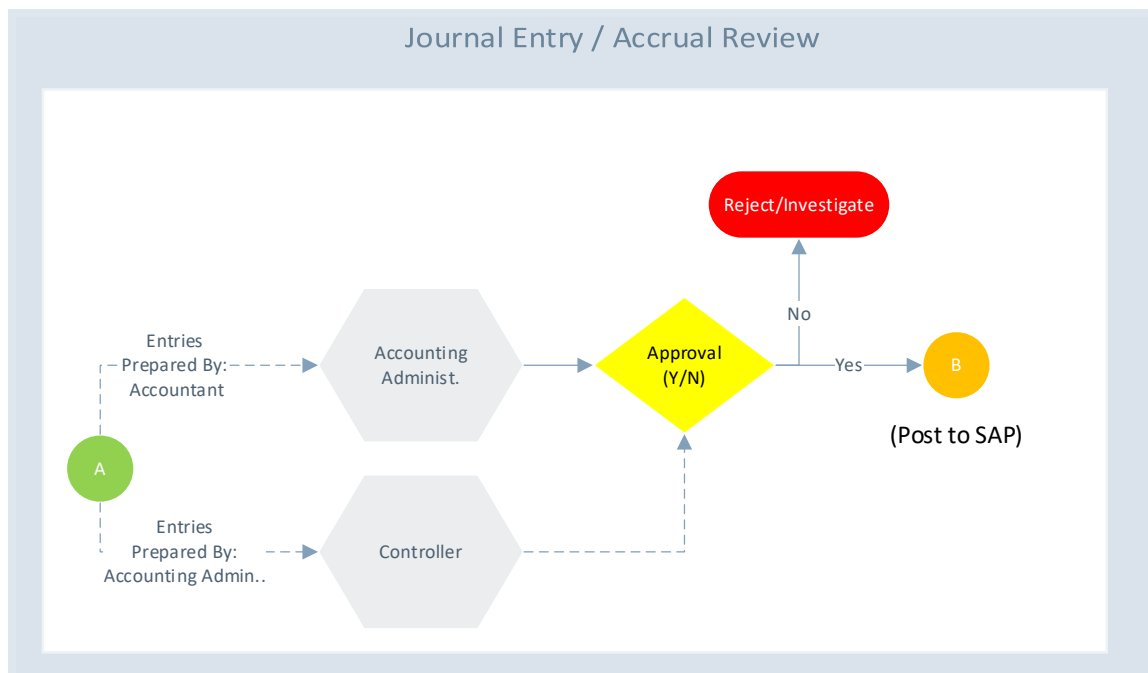 Journal Entry / Accrual Review
Reject/Investigate
No
Entries
Prepared By:
Accountant
Accounting
Administ.
Approval
(Y/N)
Yes
B
(Post to SAP)
A
Entries
Prepared By:
Accounting Admin..
Controller